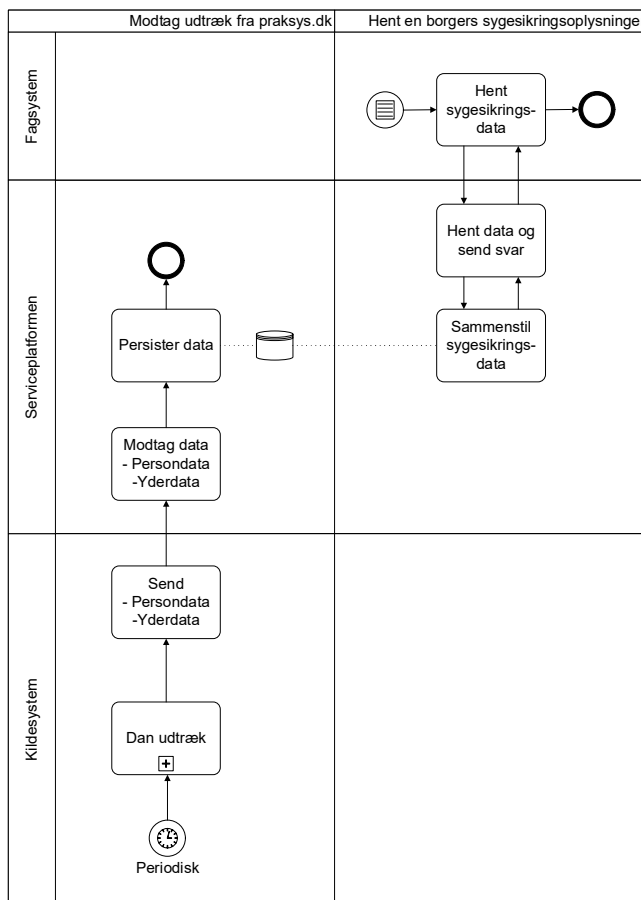 Modtag udtræk fra praksys.dk
Hent en borgers sygesikringsoplysninge
Fagsystem
Hent
sygesikrings-
data
Serviceplatformen
Hent data og
send svar
Persister data
Sammenstil
sygesikrings-
data
Modtag data
- Persondata
-Yderdata
Kildesystem
Send
- Persondata
-Yderdata
Dan udtræk
Periodisk